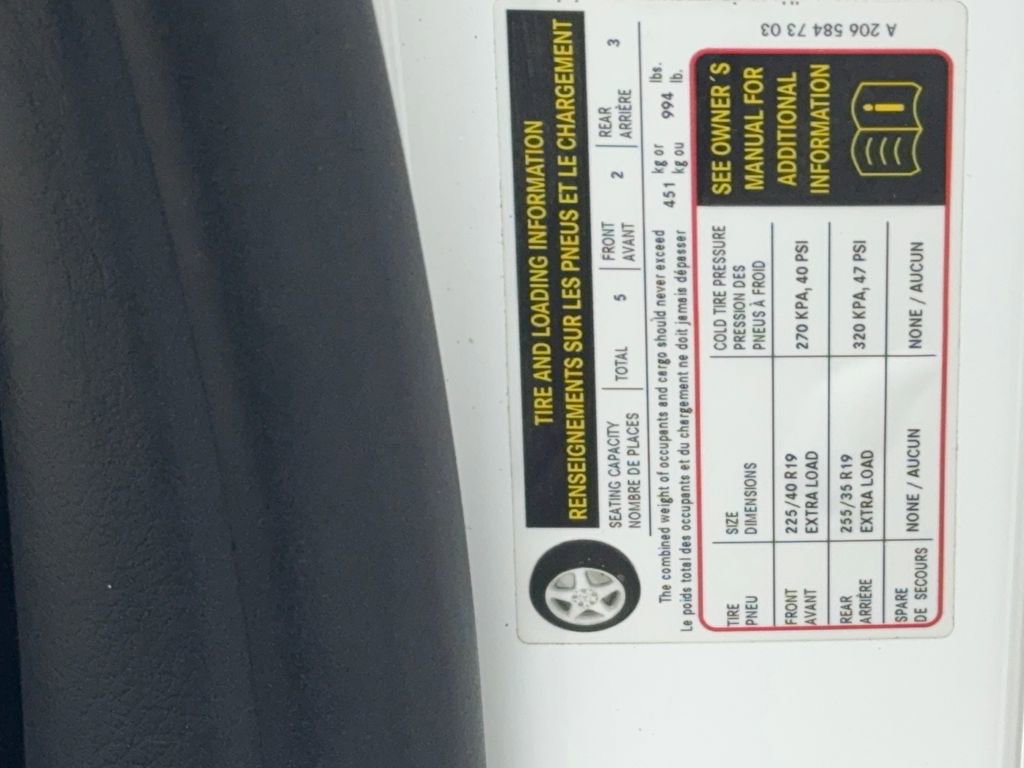 TIRE AND LOADING INFORMATION
RENSEIGNEMENTS SUR LES PNEUS ET LE CHARGEMENT
SEATING CAPACITY
NOMBRE DE PLACES
TOTAL 5
FRONT
AVANT
2
REAR
ARRIÈRE
3
The combined weight of occupants and cargo should never exceed 451 kg or 994 lbs.
Le poids total des occupants et du chargement ne doit jamais dépasser kg ou lb.
TIRE
PNEU
SIZE
DIMENSIONS
COLD TIRE PRESSURE
PRESSION DES
PNEUS À FROID
FRONT
AVANT
225/40 R19
EXTRA LOAD
270 KPA, 40 PSI
REAR
ARRIÈRE
255/35 R19
EXTRA LOAD
320 KPA, 47 PSI
SPARE
DE SECOURS
NONE / AUCUN
NONE / AUCUN
SEE OWNER'S
MANUAL FOR
ADDITIONAL
INFORMATION
i
A 206 584 73 03